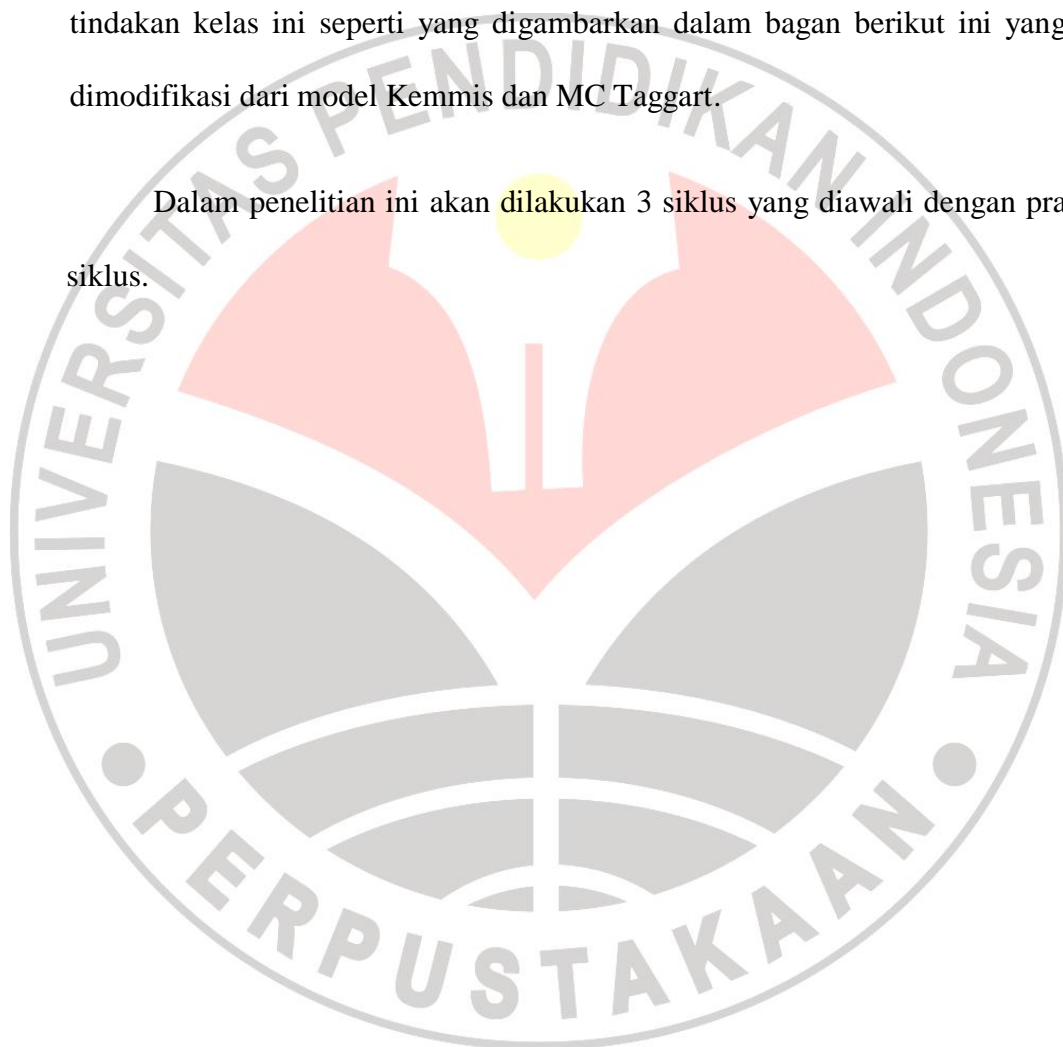 tindakan kelas ini seperti yang digambarkan dalam bagan berikut ini yang
dimodifikasi dari model Kemmis dan MC Taggart.
Dalam penelitian ini akan dilakukan 3 siklus yang diawali dengan pra
siklus.
UNIVERSITAS PENDIDIKAN INDONESIA
PERPUSTAKAAN